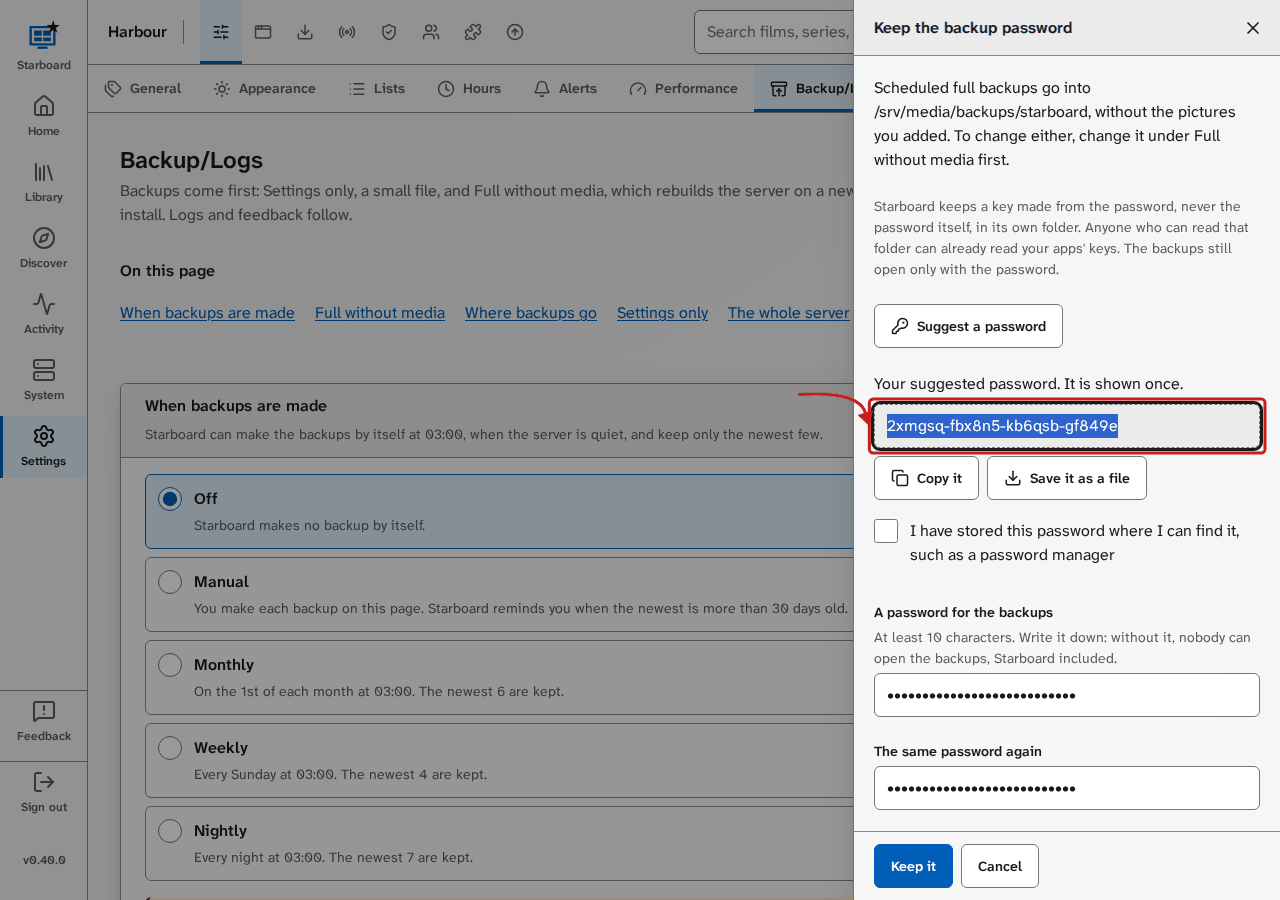 Starboard
Home
Library
Discover
Activity
System
Settings
Feedback
Sign out
v0.40.0
Harbour
Search films, series,
General
Appearance
Lists
Hours
Alerts
Performance
Backup/L
Backup/Logs
Backups come first: Settings only, a small file, and Full without media, which rebuilds the server on a new
install. Logs and feedback follow.
On this page
When backups are made
Full without media
Where backups go
Settings only
The whole server
When backups are made
Starboard can make the backups by itself at 03:00, when the server is quiet, and keep only the newest few.
Off
Starboard makes no backup by itself.
Manual
You make each backup on this page. Starboard reminds you when the newest is more than 30 days old.
Monthly
On the 1st of each month at 03:00. The newest 6 are kept.
Weekly
Every Sunday at 03:00. The newest 4 are kept.
Nightly
Every night at 03:00. The newest 7 are kept.
Keep the backup password
Scheduled full backups go into
/srv/media/backups/starboard, without the pictures
you added. To change either, change it under Full
without media first.
Starboard keeps a key made from the password, never the
password itself, in its own folder. Anyone who can read that
folder can already read your apps' keys. The backups still
open only with the password.
Suggest a password
Your suggested password. It is shown once.
2xmgsq-fbx8n5-kb6qsb-gf849e
Copy it
Save it as a file
I have stored this password where I can find it,
such as a password manager
A password for the backups
At least 10 characters. Write it down: without it, nobody can
open the backups, Starboard included.
•••••••••••••••••••••••••••
The same password again
•••••••••••••••••••••••••••
Keep it
Cancel